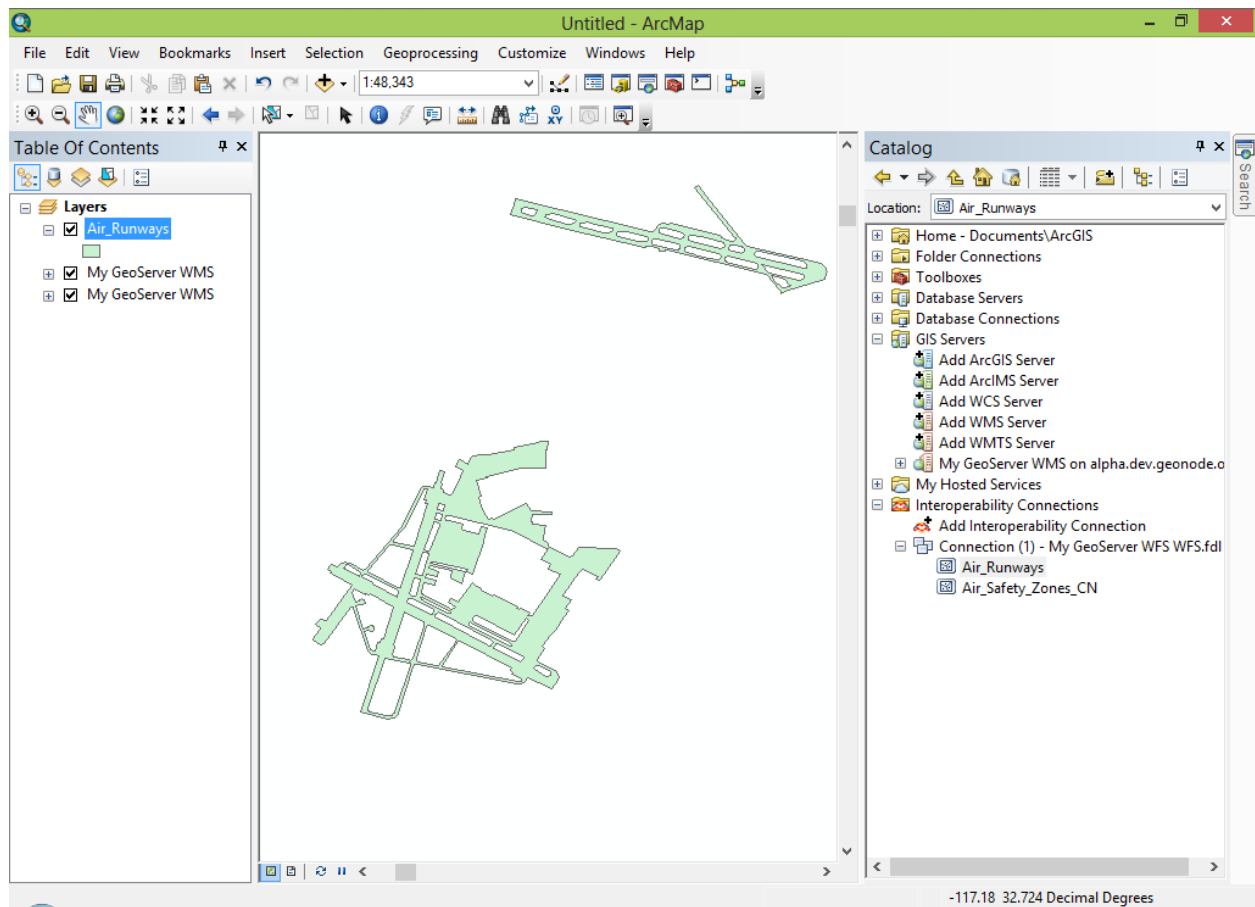 Untitled - ArcMap
File Edit View Bookmarks Insert Selection Geoprocessing Customize Windows Help
1:48,343
Table Of Contents
Layers
Air_Runways
My GeoServer WMS
My GeoServer WMS
Catalog
Location: Air_Runways
Home - Documents\ArcGIS
Folder Connections
Toolboxes
Database Servers
Database Connections
GIS Servers
Add ArcGIS Server
Add ArcIMS Server
Add WCS Server
Add WMS Server
Add WMTS Server
My GeoServer WMS on alpha.dev.geonode.o
My Hosted Services
Interoperability Connections
Add Interoperability Connection
Connection (1) - My GeoServer WFS WFS.fdl
Air_Runways
Air_Safety_Zones_CN
Search
-117.18 32.724 Decimal Degrees